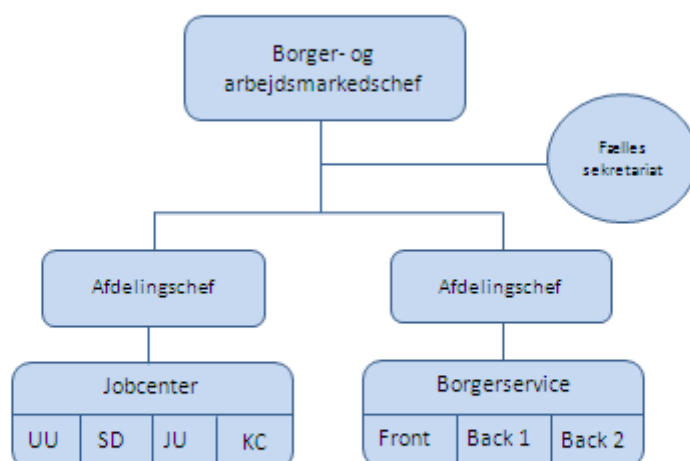 Borger- og
arbejdsmarkedschef
Fælles
sekretariat
Afdelingschef
Afdelingschef
Jobcenter
UU SD JU KC
Borgerservice
Front Back 1 Back 2